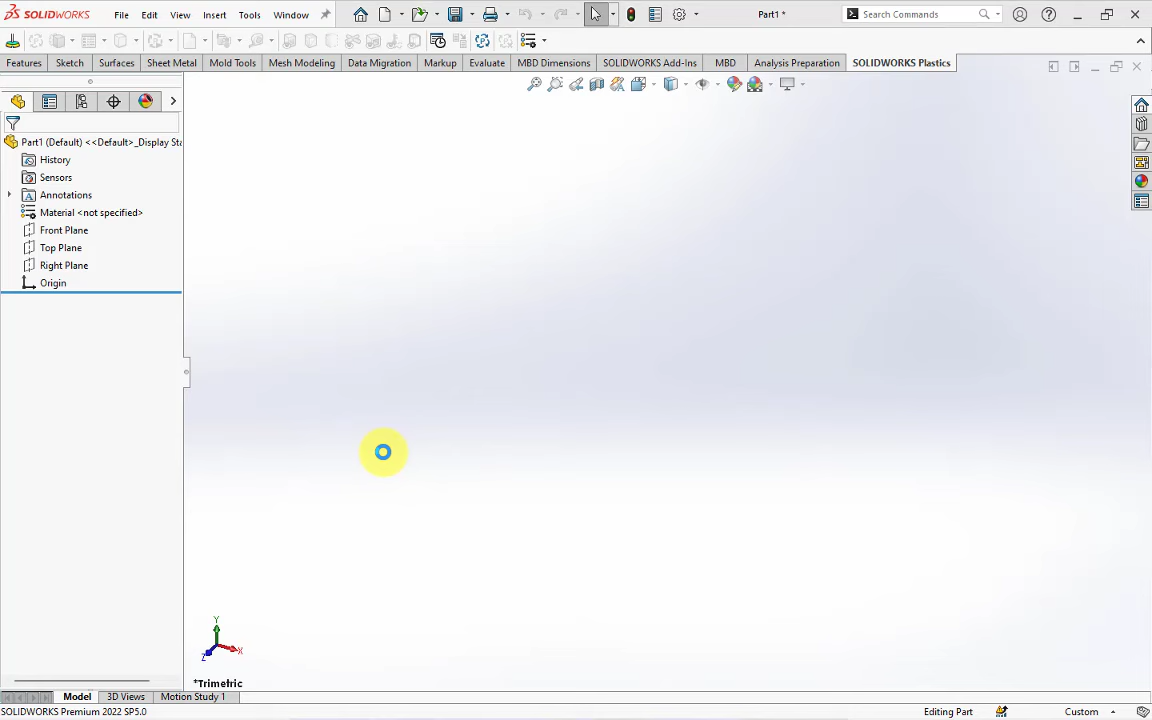 SOLIDWORKS File Edit View Insert Tools Window Part1 * Search Commands
Features Sketch Surfaces Sheet Metal Mold Tools Mesh Modeling Data Migration Markup Evaluate MBD Dimensions SOLIDWORKS Add-Ins MBD Analysis Preparation SOLIDWORKS Plastics
Part1 (Default) <<Default>_Display Sta
History
Sensors
Annotations
Material <not specified>
Front Plane
Top Plane
Right Plane
Origin
Y
X
Z
*Trimetric
Model 3D Views Motion Study 1
SOLIDWORKS Premium 2022 SP5.0 Editing Part Custom